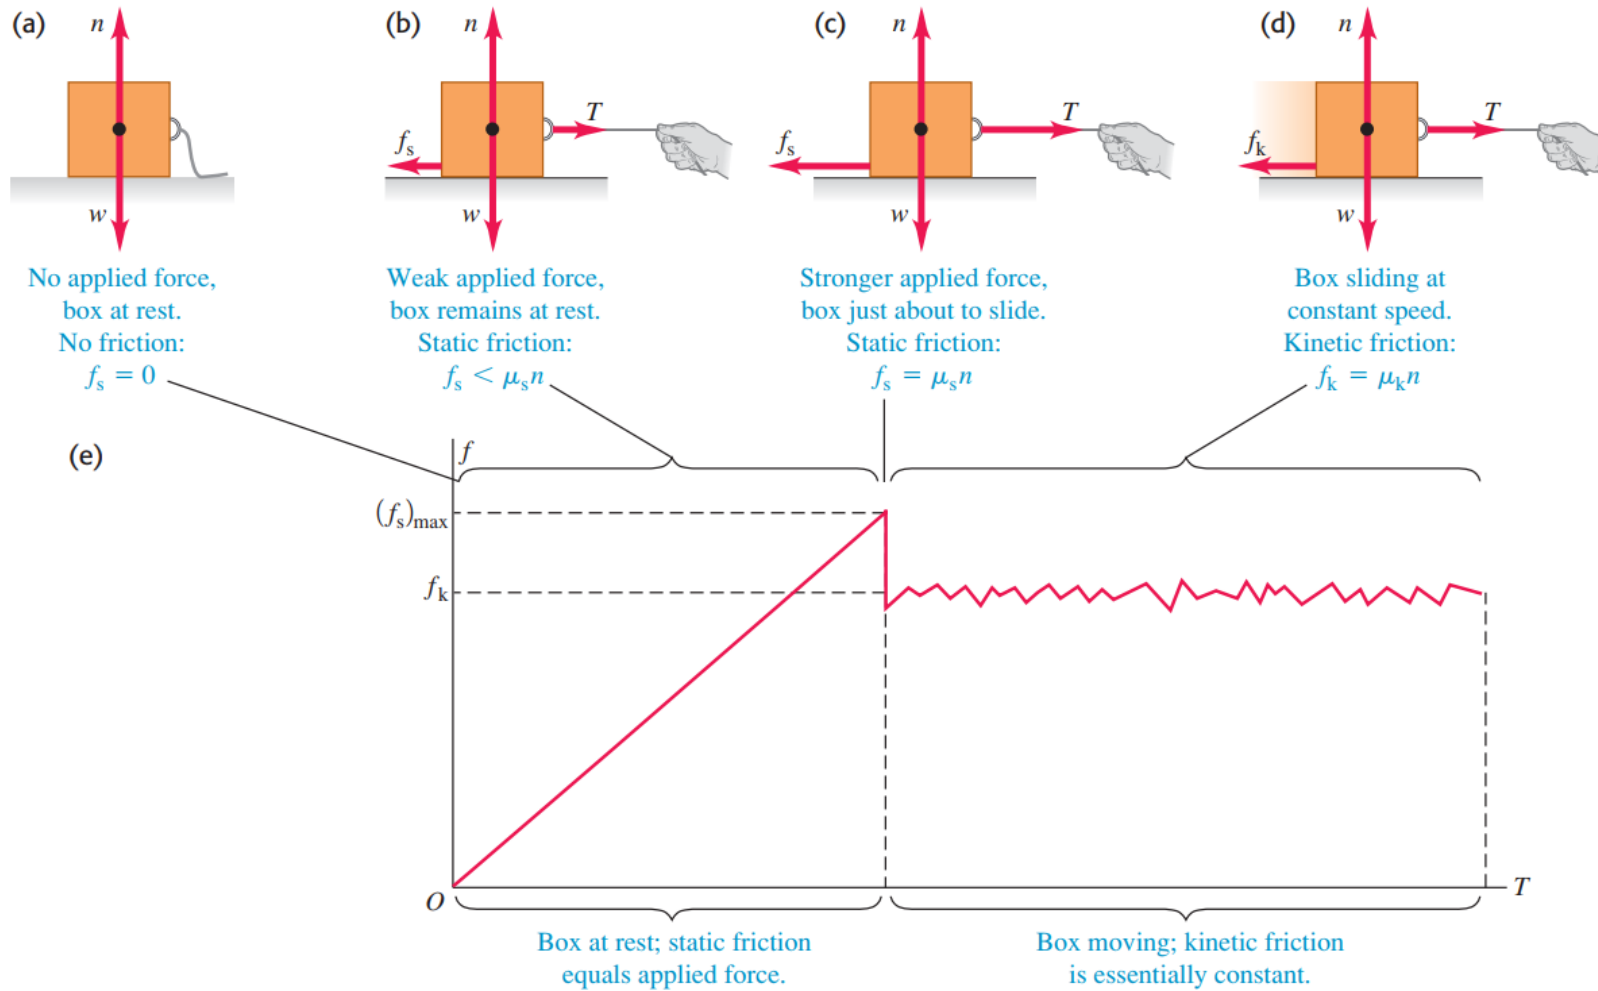 (a)
n
w
No applied force,
box at rest.
No friction:
fs = 0
(b)
n
T
fs
w
Weak applied force,
box remains at rest.
Static friction:
fs < μsn
(c)
n
T
fs
w
Stronger applied force,
box just about to slide.
Static friction:
fs = μsn
(d)
n
T
fk
w
Box sliding at
constant speed.
Kinetic friction:
fk = μkn
(e)
f
(fs)max
fk
O
T
Box at rest; static friction
equals applied force.
Box moving; kinetic friction
is essentially constant.